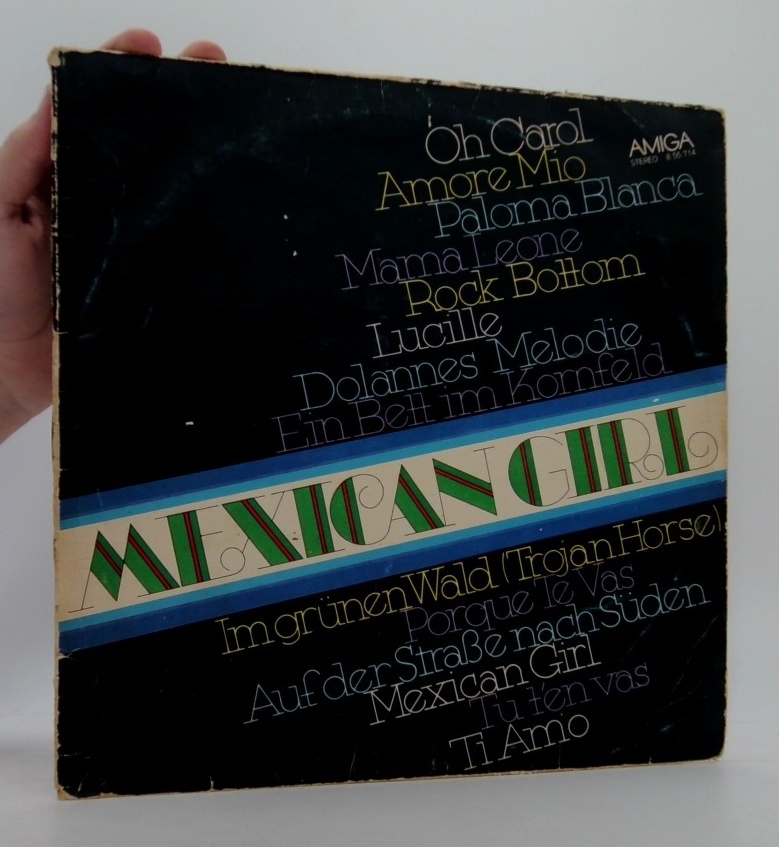 Oh Carol
AMIGA
STEREO 8 55 714
Amore Mio
Paloma Blanca
Mama Leone
Rock Bottom
Lucille
Dolannes Melodie
Ein Bett im Kornfeld
MEXICAN GIRL
Im grünen Wald (Trojan Horse)
Porque Te Vas
Auf der Straße nach Süden
Mexican Girl
Tu t'en vas
Ti Amo